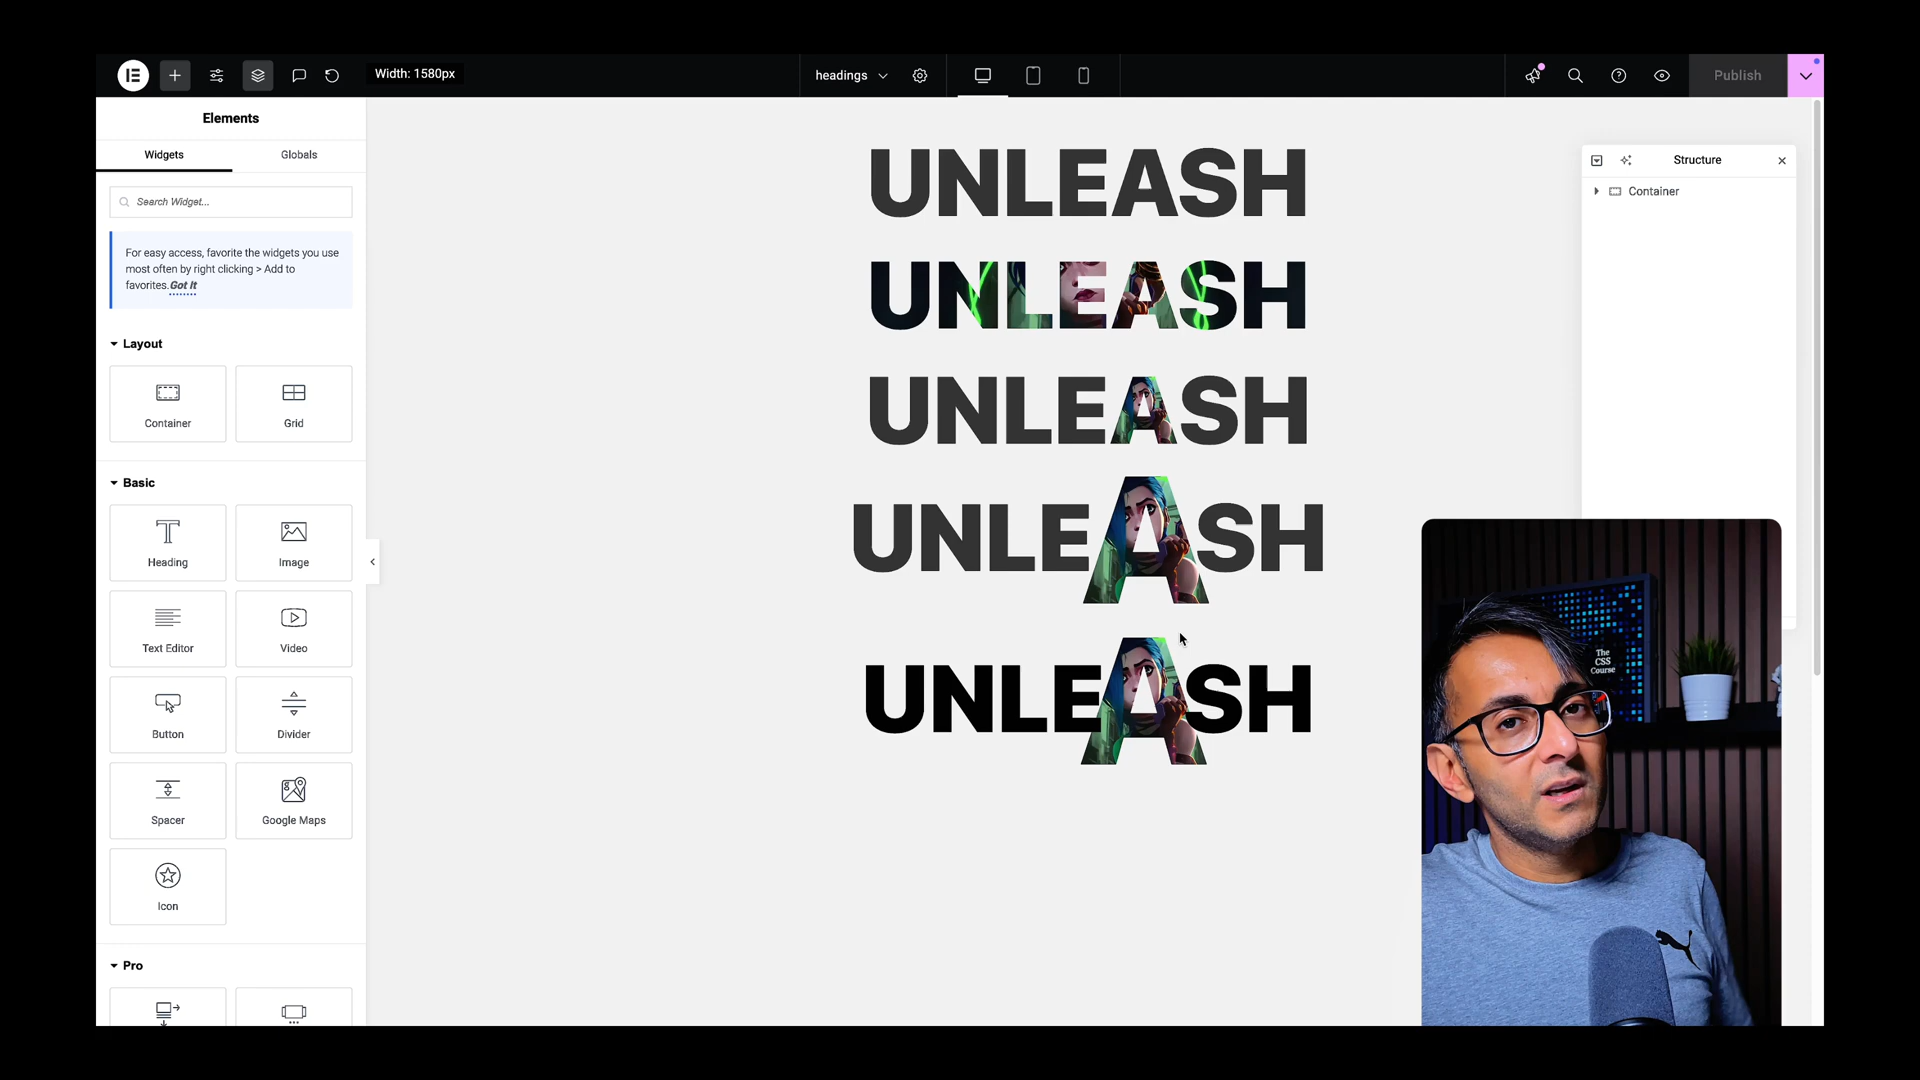 Width: 1580px
headings
Publish
Elements
Widgets
Globals
Search Widget...
For easy access, favorite the widgets you use
most often by right clicking > Add to
favorites. Got It
Layout
Container
Grid
Basic
Heading
Image
Text Editor
Video
Button
Divider
Spacer
Google Maps
Icon
Pro
UNLEASH
UNLEASH
UNLEASH
UNLEASH
UNLEASH
Structure
Container
The
CSS
Course